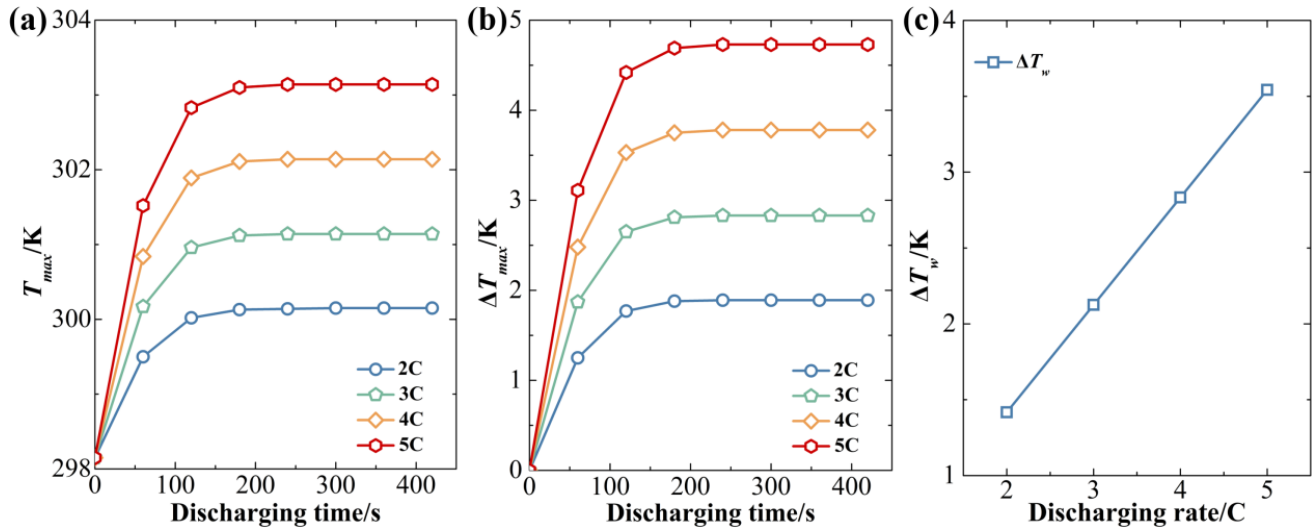 (a)
304
302
300
298
T_max/K
0 100 200 300 400
Discharging time/s
2C
3C
4C
5C
(b)
5
4
3
2
1
0
ΔT_max/K
0 100 200 300 400
Discharging time/s
2C
3C
4C
5C
(c)
ΔT_w
4
3
2
1
ΔT_w/K
2 3 4 5
Discharging rate/C